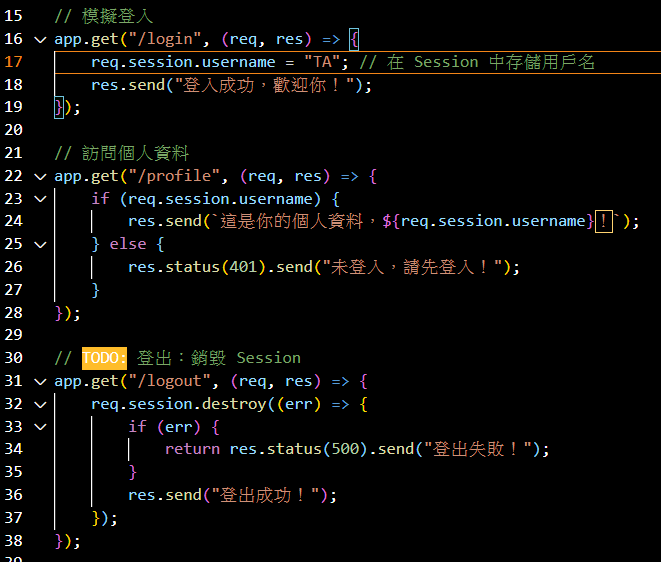 15 // 模擬登入
16 app.get("/login", (req, res) => {
17 req.session.username = "TA"; // 在 Session 中存儲用戶名
18 res.send("登入成功，歡迎你！");
19 });
20
21 // 訪問個人資料
22 app.get("/profile", (req, res) => {
23 if (req.session.username) {
24 res.send(`這是你的個人資料，${req.session.username}！`);
25 } else {
26 res.status(401).send("未登入，請先登入！");
27 }
28 });
29
30 // TODO: 登出：銷毀 Session
31 app.get("/logout", (req, res) => {
32 req.session.destroy((err) => {
33 if (err) {
34 return res.status(500).send("登出失敗！");
35 }
36 res.send("登出成功！");
37 });
38 });